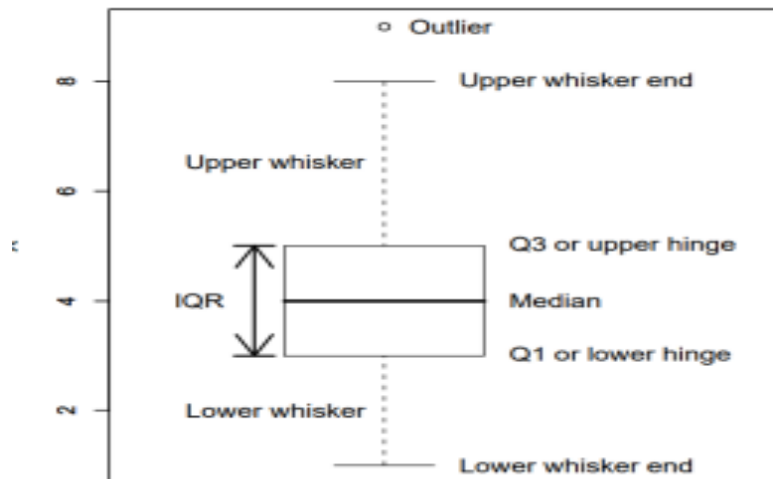 Outlier
8
Upper whisker end
Upper whisker
6
Q3 or upper hinge
IQR
4
Median
Q1 or lower hinge
2
Lower whisker
Lower whisker end